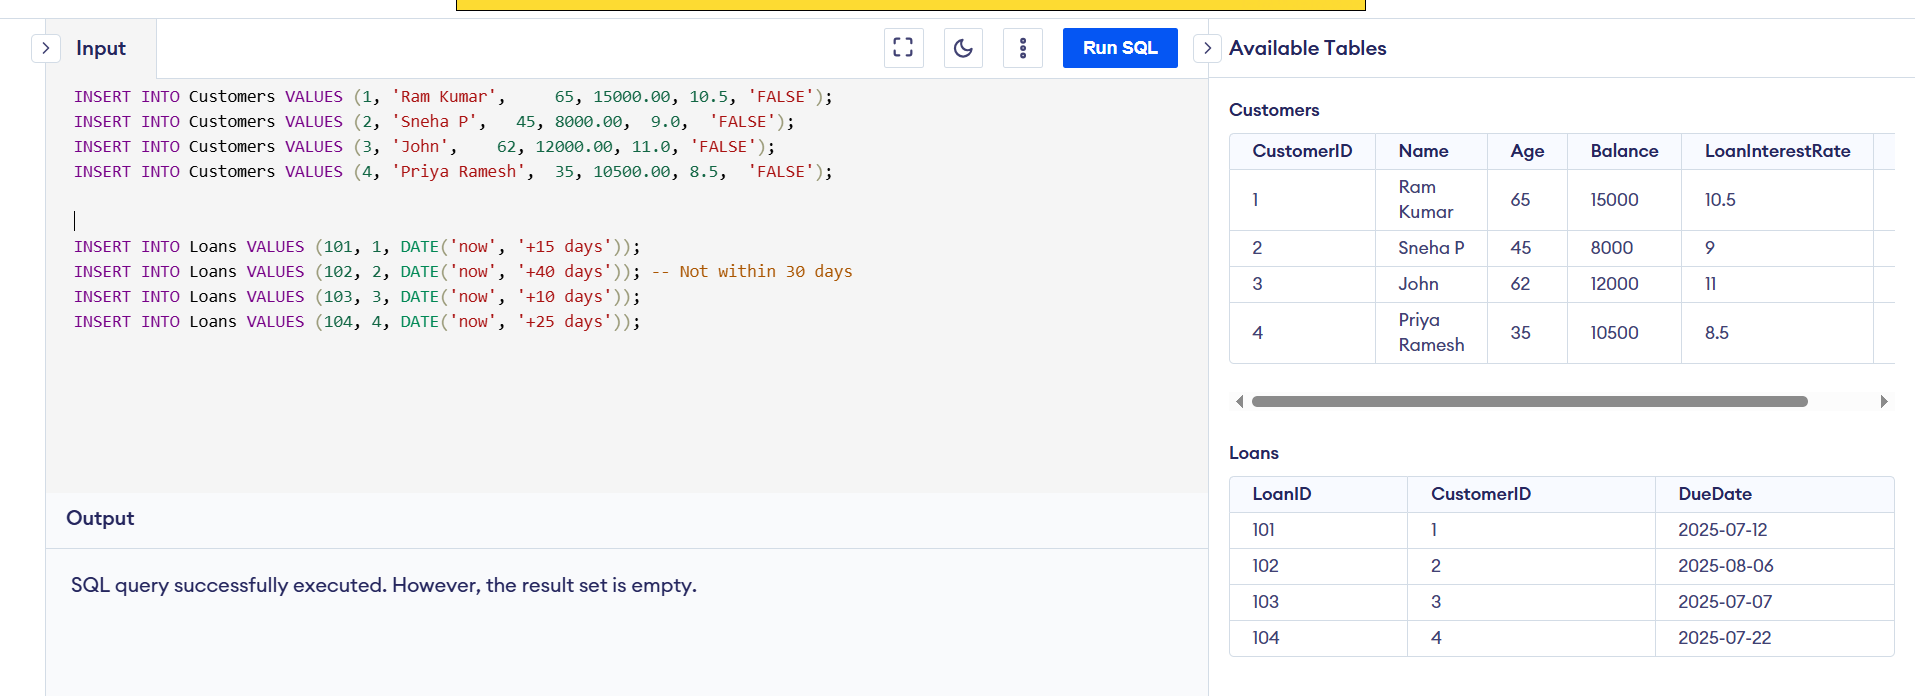 Input
Run SQL
INSERT INTO Customers VALUES (1, 'Ram Kumar',     65, 15000.00, 10.5, 'FALSE');
INSERT INTO Customers VALUES (2, 'Sneha P',   45, 8000.00,  9.0,  'FALSE');
INSERT INTO Customers VALUES (3, 'John',    62, 12000.00, 11.0, 'FALSE');
INSERT INTO Customers VALUES (4, 'Priya Ramesh',  35, 10500.00, 8.5,  'FALSE');
INSERT INTO Loans VALUES (101, 1, DATE('now', '+15 days'));
INSERT INTO Loans VALUES (102, 2, DATE('now', '+40 days')); -- Not within 30 days
INSERT INTO Loans VALUES (103, 3, DATE('now', '+10 days'));
INSERT INTO Loans VALUES (104, 4, DATE('now', '+25 days'));
Output
SQL query successfully executed. However, the result set is empty.
Available Tables
Customers
CustomerID Name Age Balance LoanInterestRate
1 Ram Kumar 65 15000 10.5
2 Sneha P 45 8000 9
3 John 62 12000 11
4 Priya Ramesh 35 10500 8.5
Loans
LoanID CustomerID DueDate
101 1 2025-07-12
102 2 2025-08-06
103 3 2025-07-07
104 4 2025-07-22